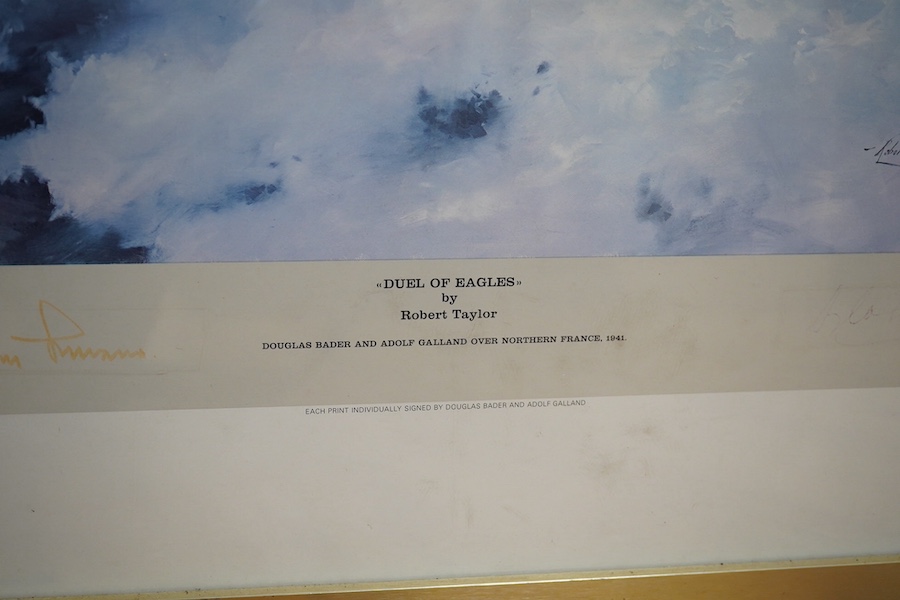 «DUEL OF EAGLES»
by
Robert Taylor
DOUGLAS BADER AND ADOLF GALLAND OVER NORTHERN FRANCE, 1941.
EACH PRINT INDIVIDUALLY SIGNED BY DOUGLAS BADER AND ADOLF GALLAND